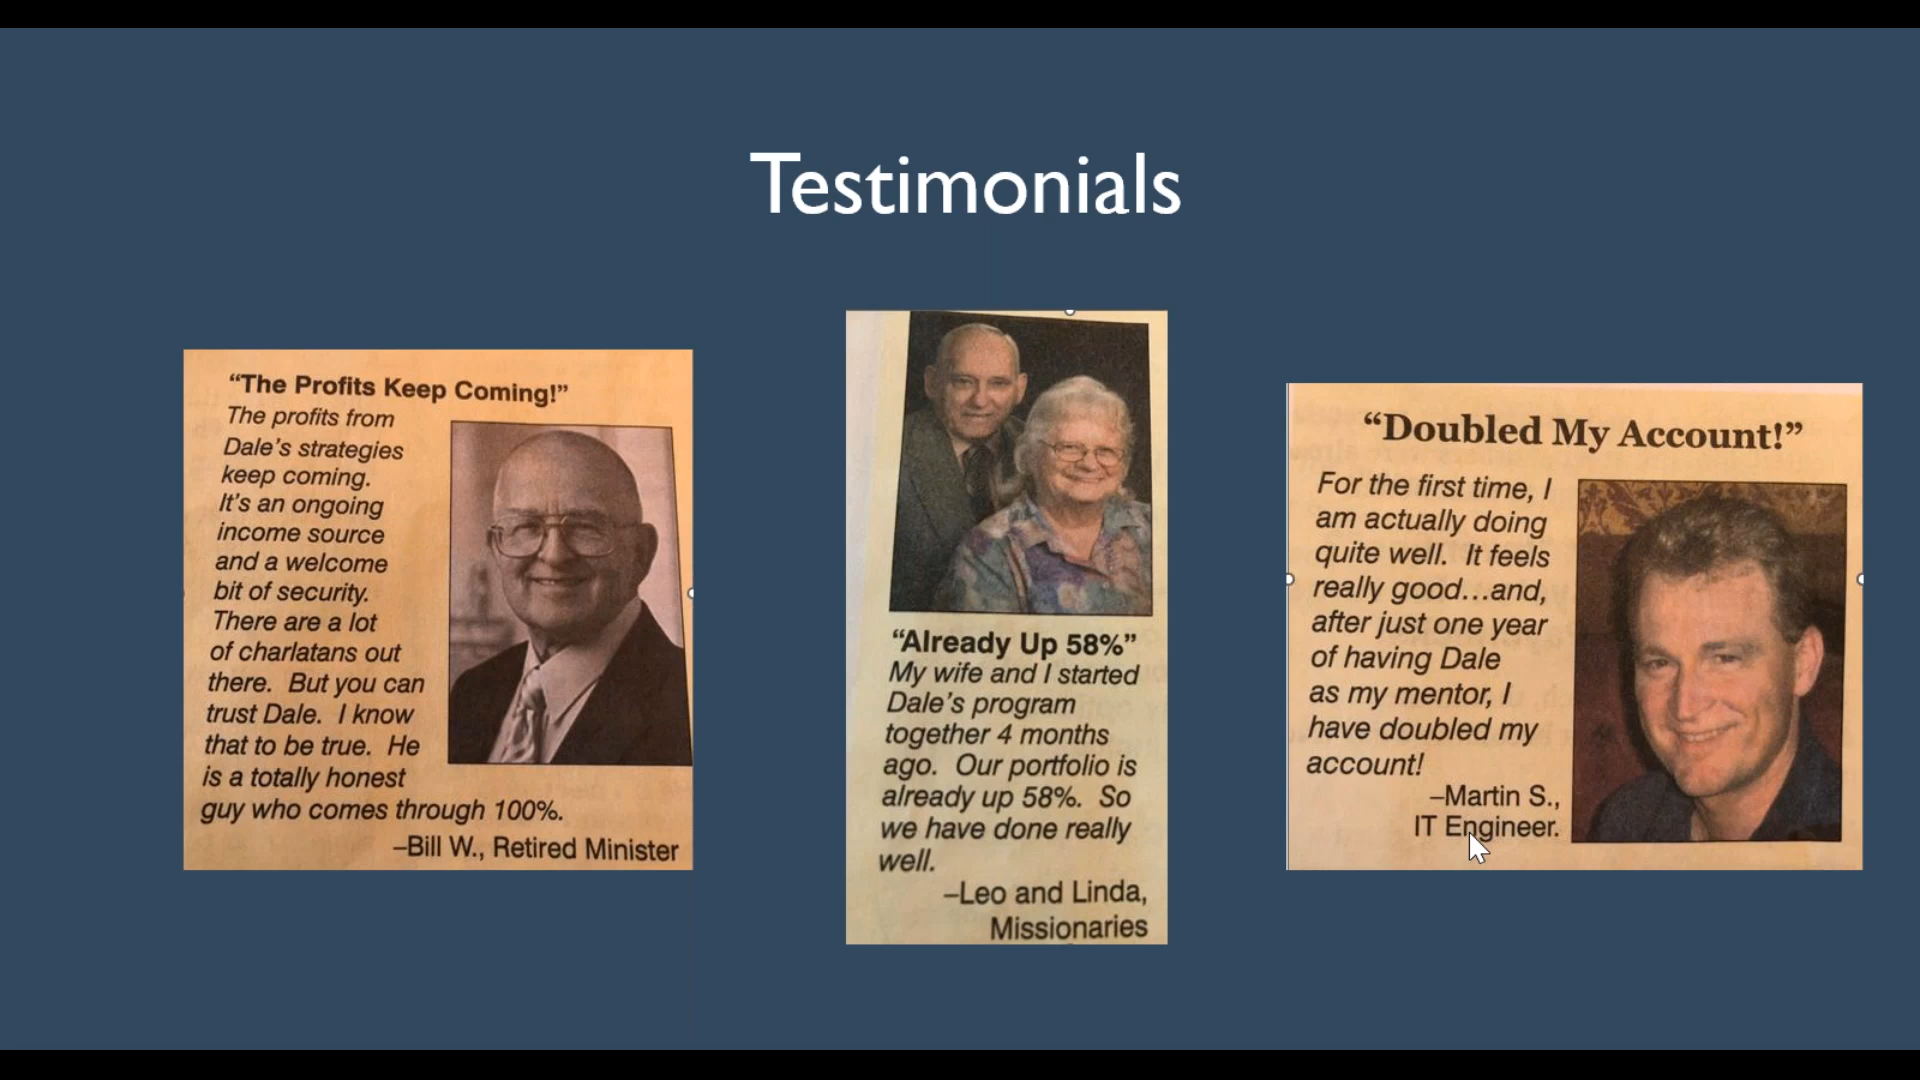 Testimonials
“The Profits Keep Coming!”
The profits from
Dale’s strategies
keep coming.
It’s an ongoing
income source
and a welcome
bit of security.
There are a lot
of charlatans out
there. But you can
trust Dale. I know
that to be true. He
is a totally honest
guy who comes through 100%.
–Bill W., Retired Minister
“Already Up 58%”
My wife and I started
Dale’s program
together 4 months
ago. Our portfolio is
already up 58%. So
we have done really
well.
–Leo and Linda,
Missionaries
“Doubled My Account!”
For the first time, I
am actually doing
quite well. It feels
really good...and,
after just one year
of having Dale
as my mentor, I
have doubled my
account!
–Martin S.,
IT Engineer.